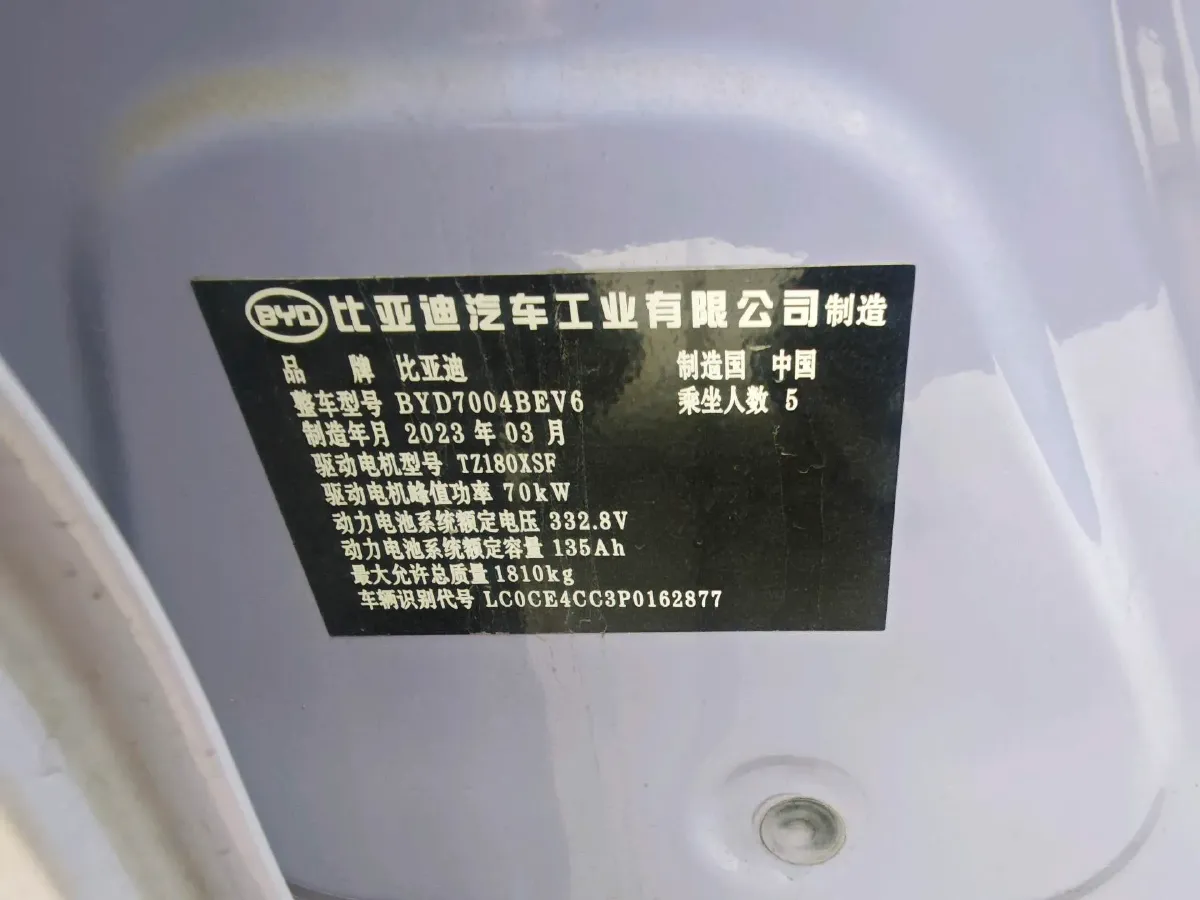 BYD 比亚迪汽车工业有限公司制造
品 牌 比亚迪 制造国 中国
整车型号 BYD7004BEV6 乘坐人数 5
制造年月 2023 年 03 月
驱动电机型号 TZ180XSF
驱动电机峰值功率 70kW
动力电池系统额定电压 332.8V
动力电池系统额定容量 135Ah
最大允许总质量 1810kg
车辆识别代号 LC0CE4CC3P0162877